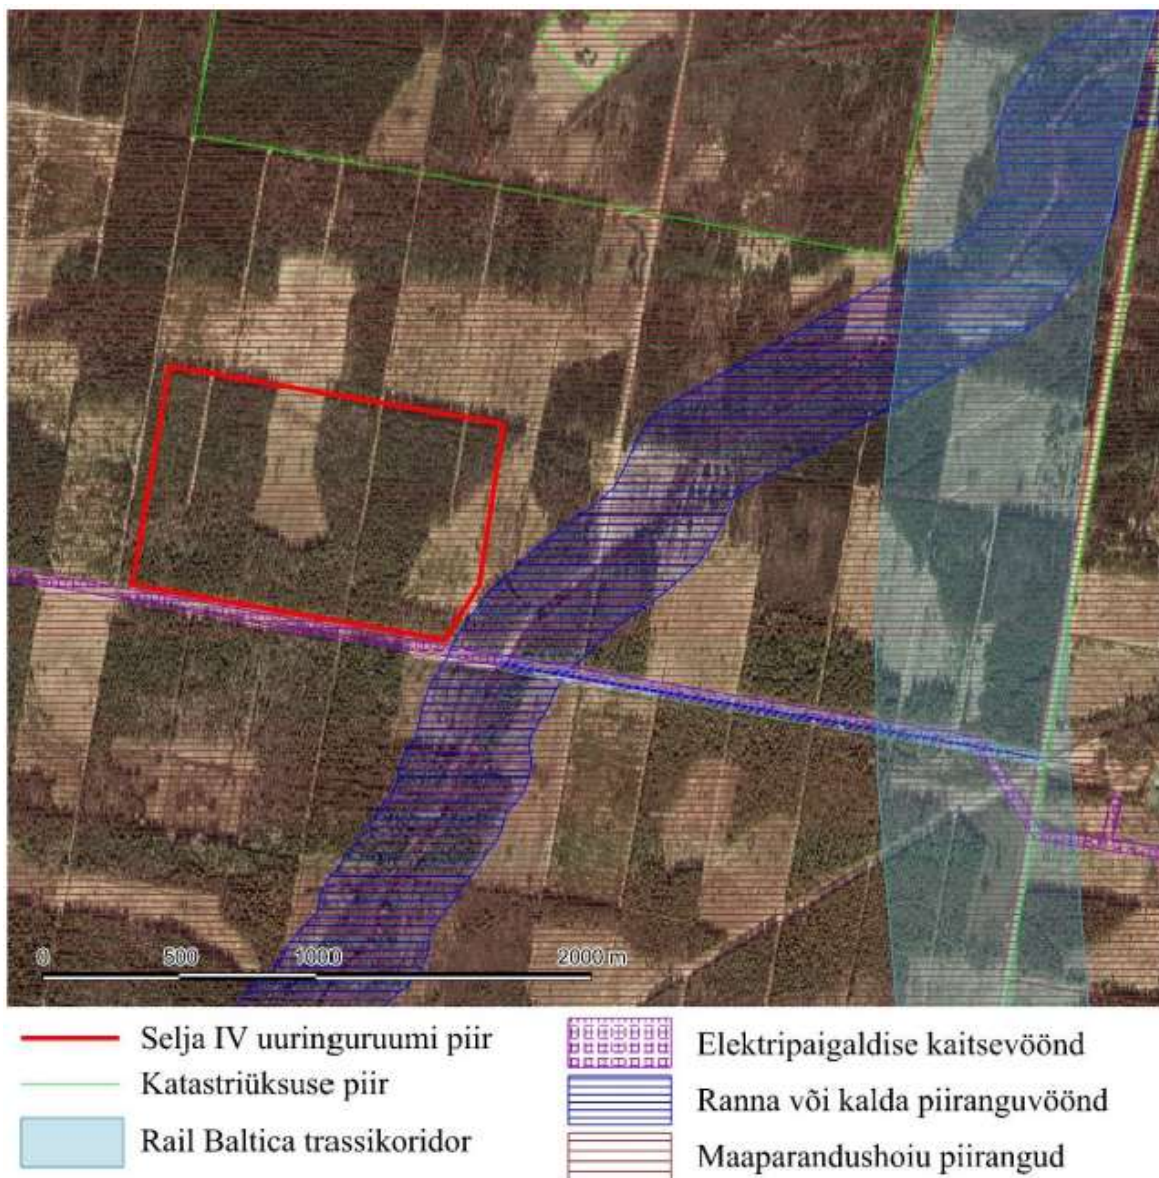 0 500 1000 2000 m
Selja IV uuringuruumi piir
Katastriüksuse piir
Rail Baltica trassikoridor
Elektripaigaldise kaitsevöönd
Ranna või kalda piiranguvöönd
Maaparandushoiu piirangud